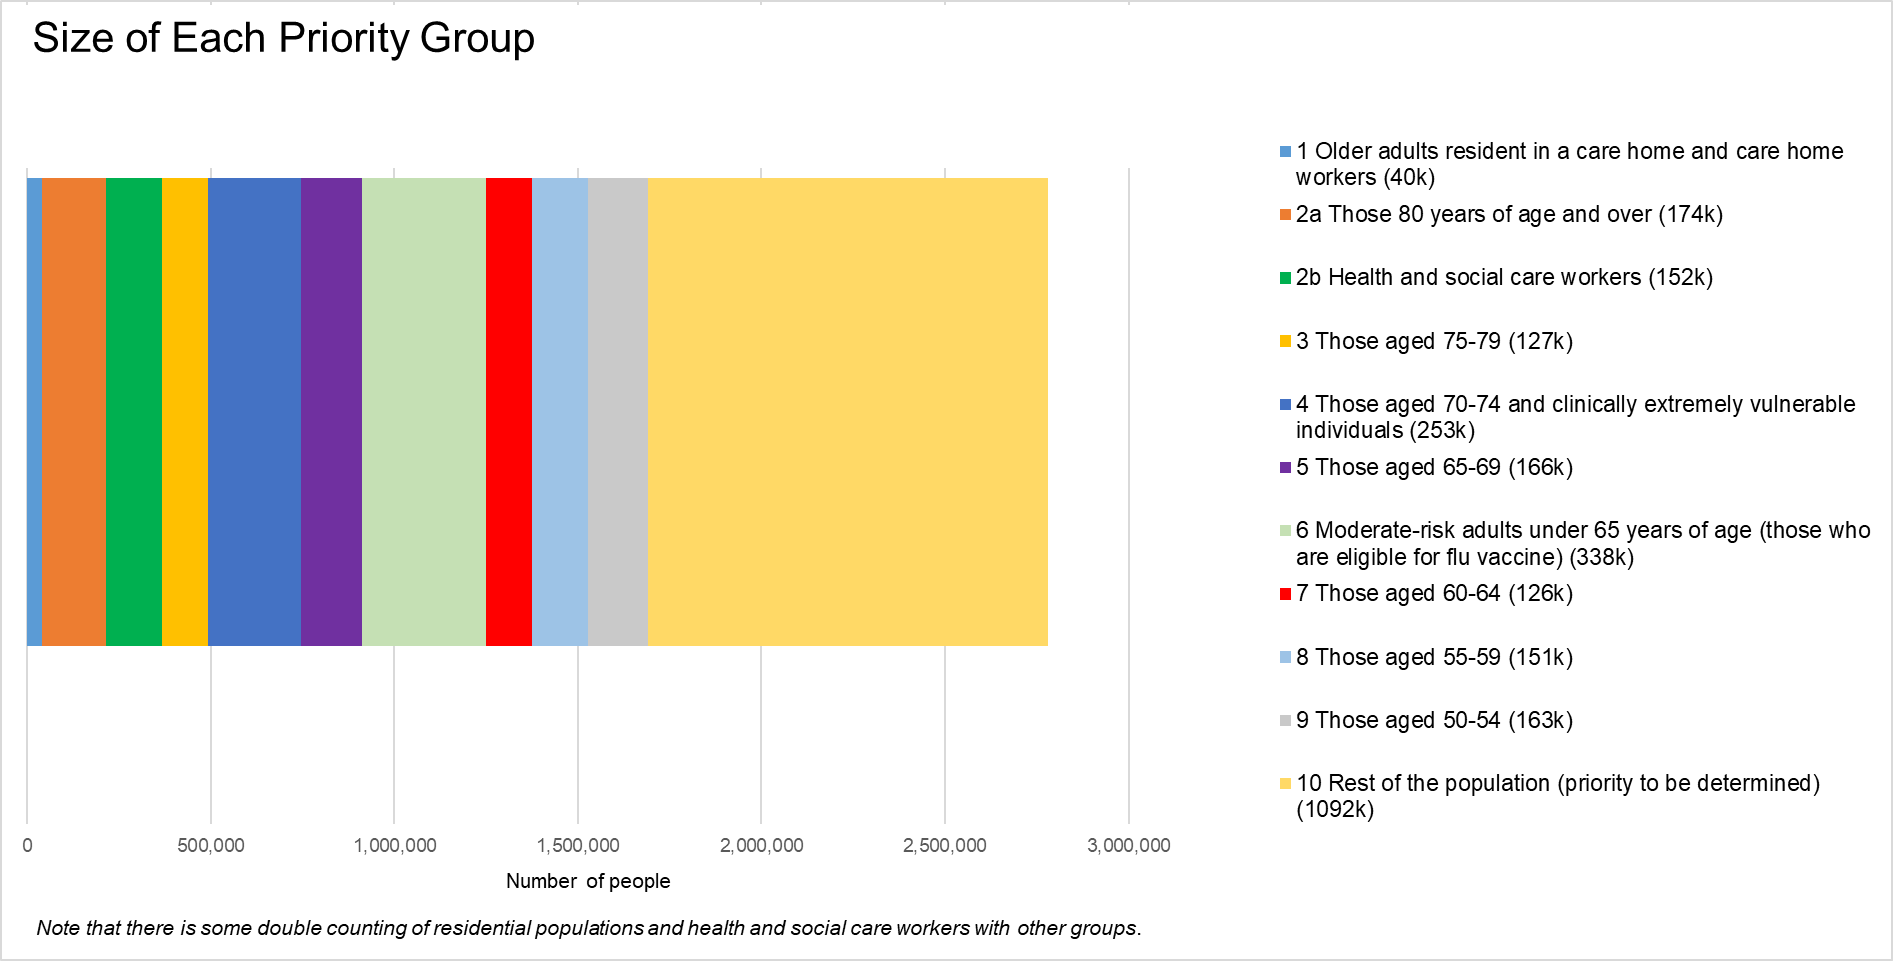 Size of Each Priority Group
1 Older adults resident in a care home and care home
workers (40k)
2a Those 80 years of age and over (174k)
2b Health and social care workers (152k)
3 Those aged 75-79 (127k)
4 Those aged 70-74 and clinically extremely vulnerable
individuals (253k)
5 Those aged 65-69 (166k)
6 Moderate-risk adults under 65 years of age (those who
are eligible for flu vaccine) (338k)
7 Those aged 60-64 (126k)
8 Those aged 55-59 (151k)
9 Those aged 50-54 (163k)
10 Rest of the population (priority to be determined)
(1092k)
0 500,000 1,000,000 1,500,000 2,000,000 2,500,000 3,000,000
Number of people
Note that there is some double counting of residential populations and health and social care workers with other groups.